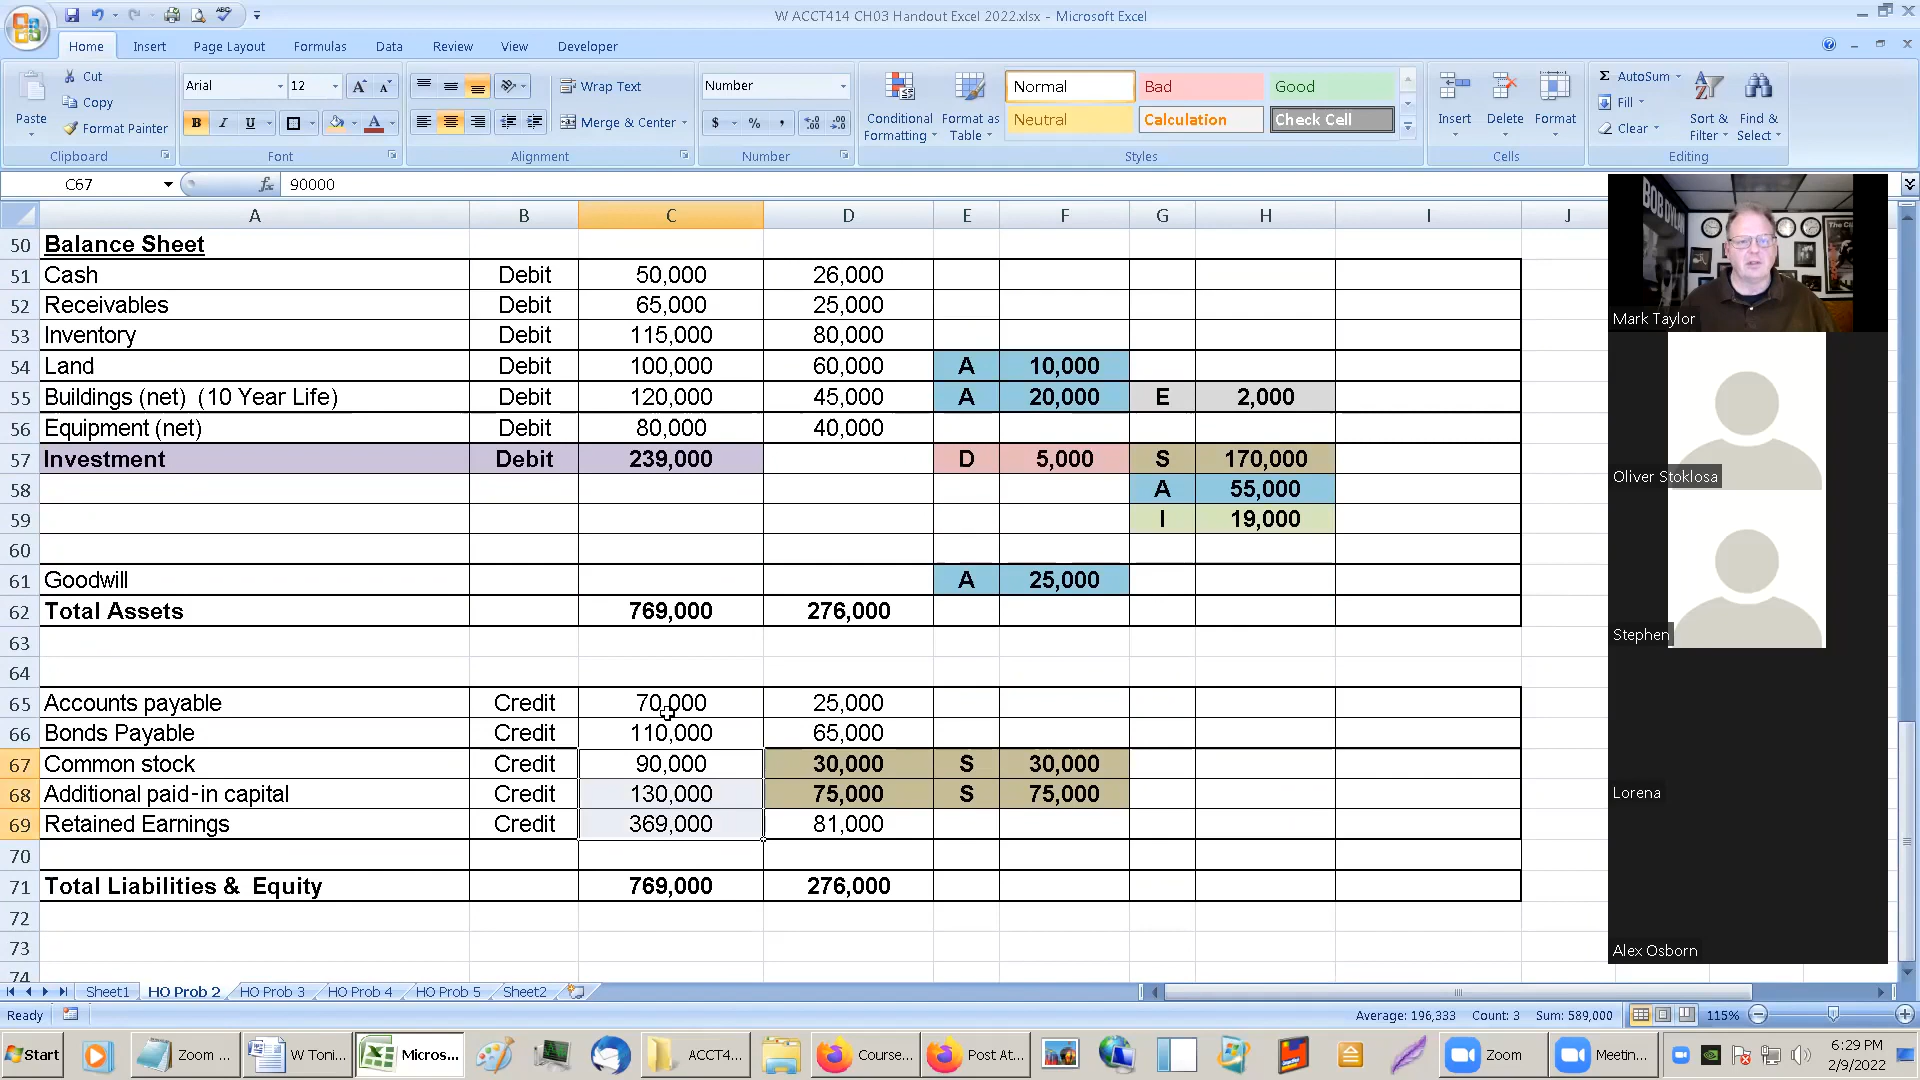 W ACCT414 CH03 Handout Excel 2022.xlsx - Microsoft Excel
Home Insert Page Layout Formulas Data Review View Developer
Paste Cut Copy Format Painter Clipboard
Arial 12 B I U Font
Wrap Text Merge & Center Alignment
Number $ % , Number
Conditional Formatting Format as Table Normal Bad Good Neutral Calculation Check Cell Styles
Insert Delete Format Cells
AutoSum Fill Clear Sort & Filter Find & Select Editing
C67 fx 90000
A B C D E F G H I J
50 Balance Sheet
51 Cash Debit 50,000 26,000
52 Receivables Debit 65,000 25,000
53 Inventory Debit 115,000 80,000
54 Land Debit 100,000 60,000 A 10,000
55 Buildings (net) (10 Year Life) Debit 120,000 45,000 A 20,000 E 2,000
56 Equipment (net) Debit 80,000 40,000
57 Investment Debit 239,000 D 5,000 S 170,000
58 A 55,000
59 I 19,000
60
61 Goodwill A 25,000
62 Total Assets 769,000 276,000
63
64
65 Accounts payable Credit 70,000 25,000
66 Bonds Payable Credit 110,000 65,000
67 Common stock Credit 90,000 30,000 S 30,000
68 Additional paid-in capital Credit 130,000 75,000 S 75,000
69 Retained Earnings Credit 369,000 81,000
70
71 Total Liabilities & Equity 769,000 276,000
72
73
74
BOB DYLAN
Mark Taylor
Oliver Stoklosa
Stephen
Lorena
Alex Osborn
Sheet1 HO Prob 2 HO Prob 3 HO Prob 4 HO Prob 5 Sheet2
Ready Average: 196,333 Count: 3 Sum: 589,000 115%
Start Zoom ... W Toni... Micros... ACCT4... Course... Post At... Zoom Meetin... 6:29 PM
2/9/2022